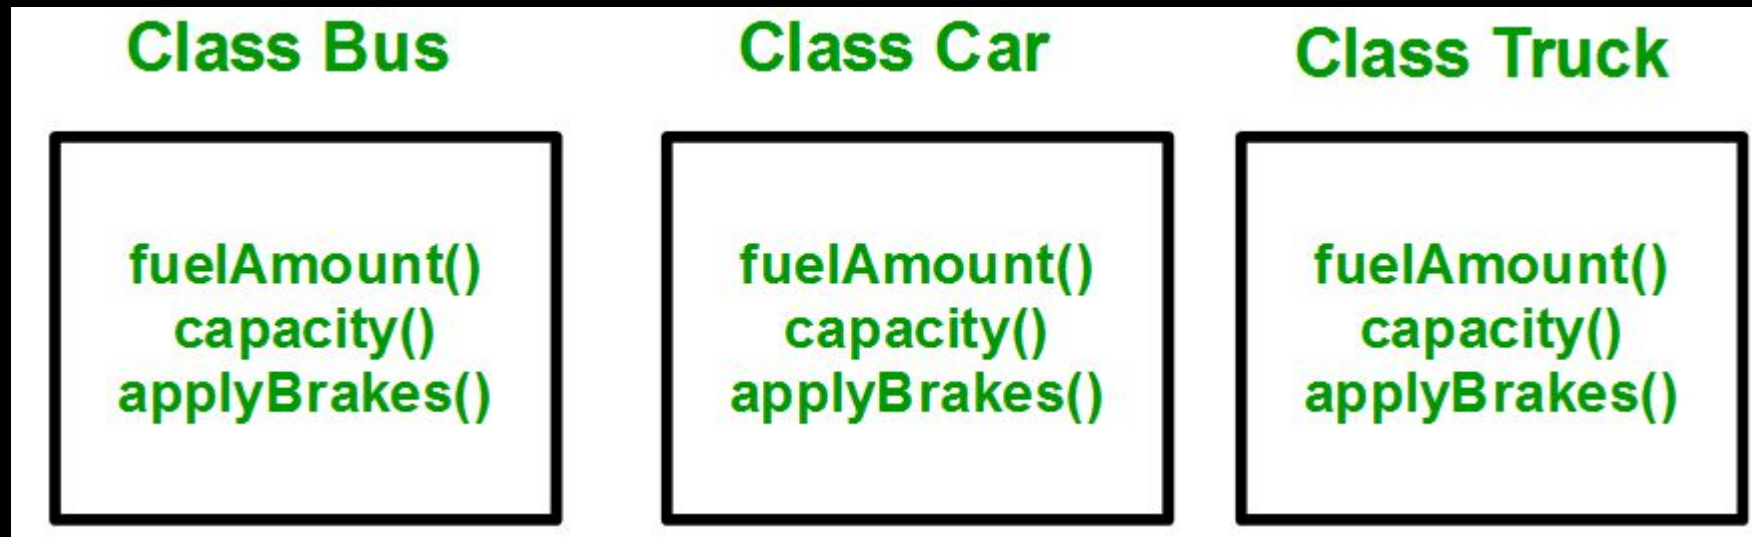 Class Bus
fuelAmount()
capacity()
applyBrakes()
Class Car
fuelAmount()
capacity()
applyBrakes()
Class Truck
fuelAmount()
capacity()
applyBrakes()